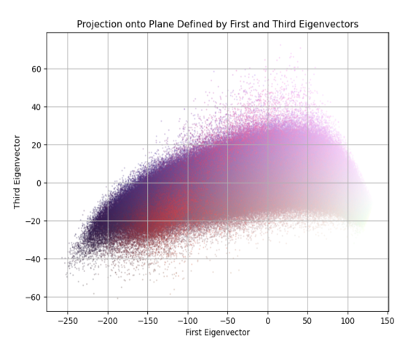 Projection onto Plane Defined by First and Third Eigenvectors
Third Eigenvector
60
40
20
0
−20
−40
−60
−250 −200 −150 −100 −50 0 50 100 150
First Eigenvector